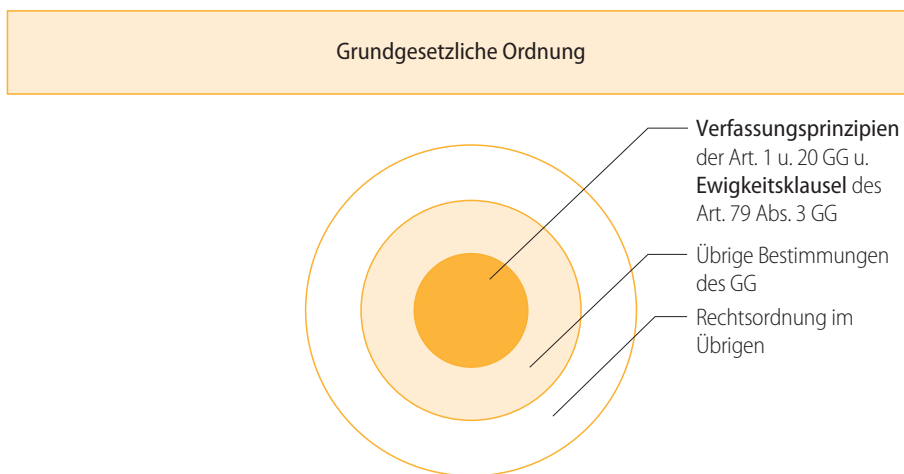 Grundgesetzliche Ordnung
Verfassungsprinzipien
der Art. 1 u. 20 GG u.
Ewigkeitsklausel des
Art. 79 Abs. 3 GG
Übrige Bestimmungen
des GG
Rechtsordnung im
Übrigen